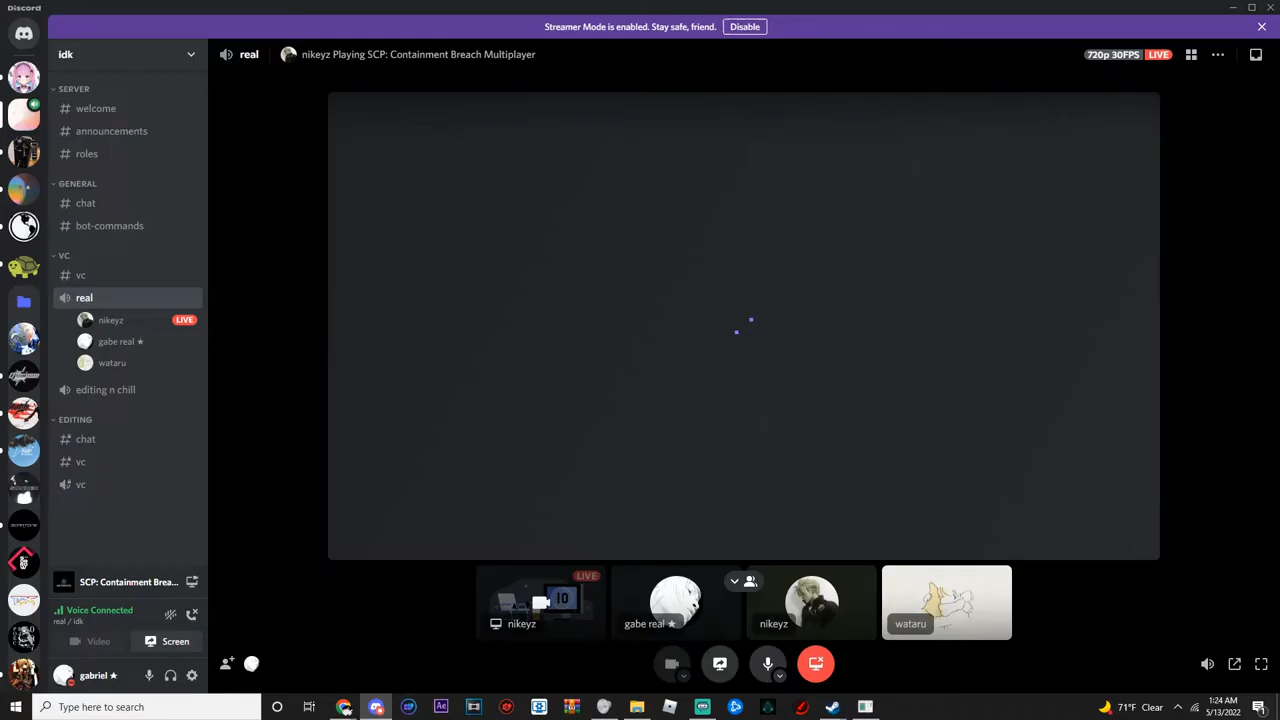 Discord
Streamer Mode is enabled. Stay safe, friend.
Disable
idk
real
nikeyz Playing SCP: Containment Breach Multiplayer
720p 30FPS
LIVE
SERVER
# welcome
# announcements
# roles
GENERAL
# chat
# bot-commands
VC
# vc
real
nikeyz
LIVE
gabe real ★
wataru
editing n chill
EDITING
# chat
# vc
vc
SCP: Containment Brea...
Voice Connected
real / idk
Video
Screen
gabriel ★
LIVE
10
nikeyz
gabe real ★
nikeyz
wataru
Type here to search
Ae
71°F Clear
1:24 AM
5/13/2022